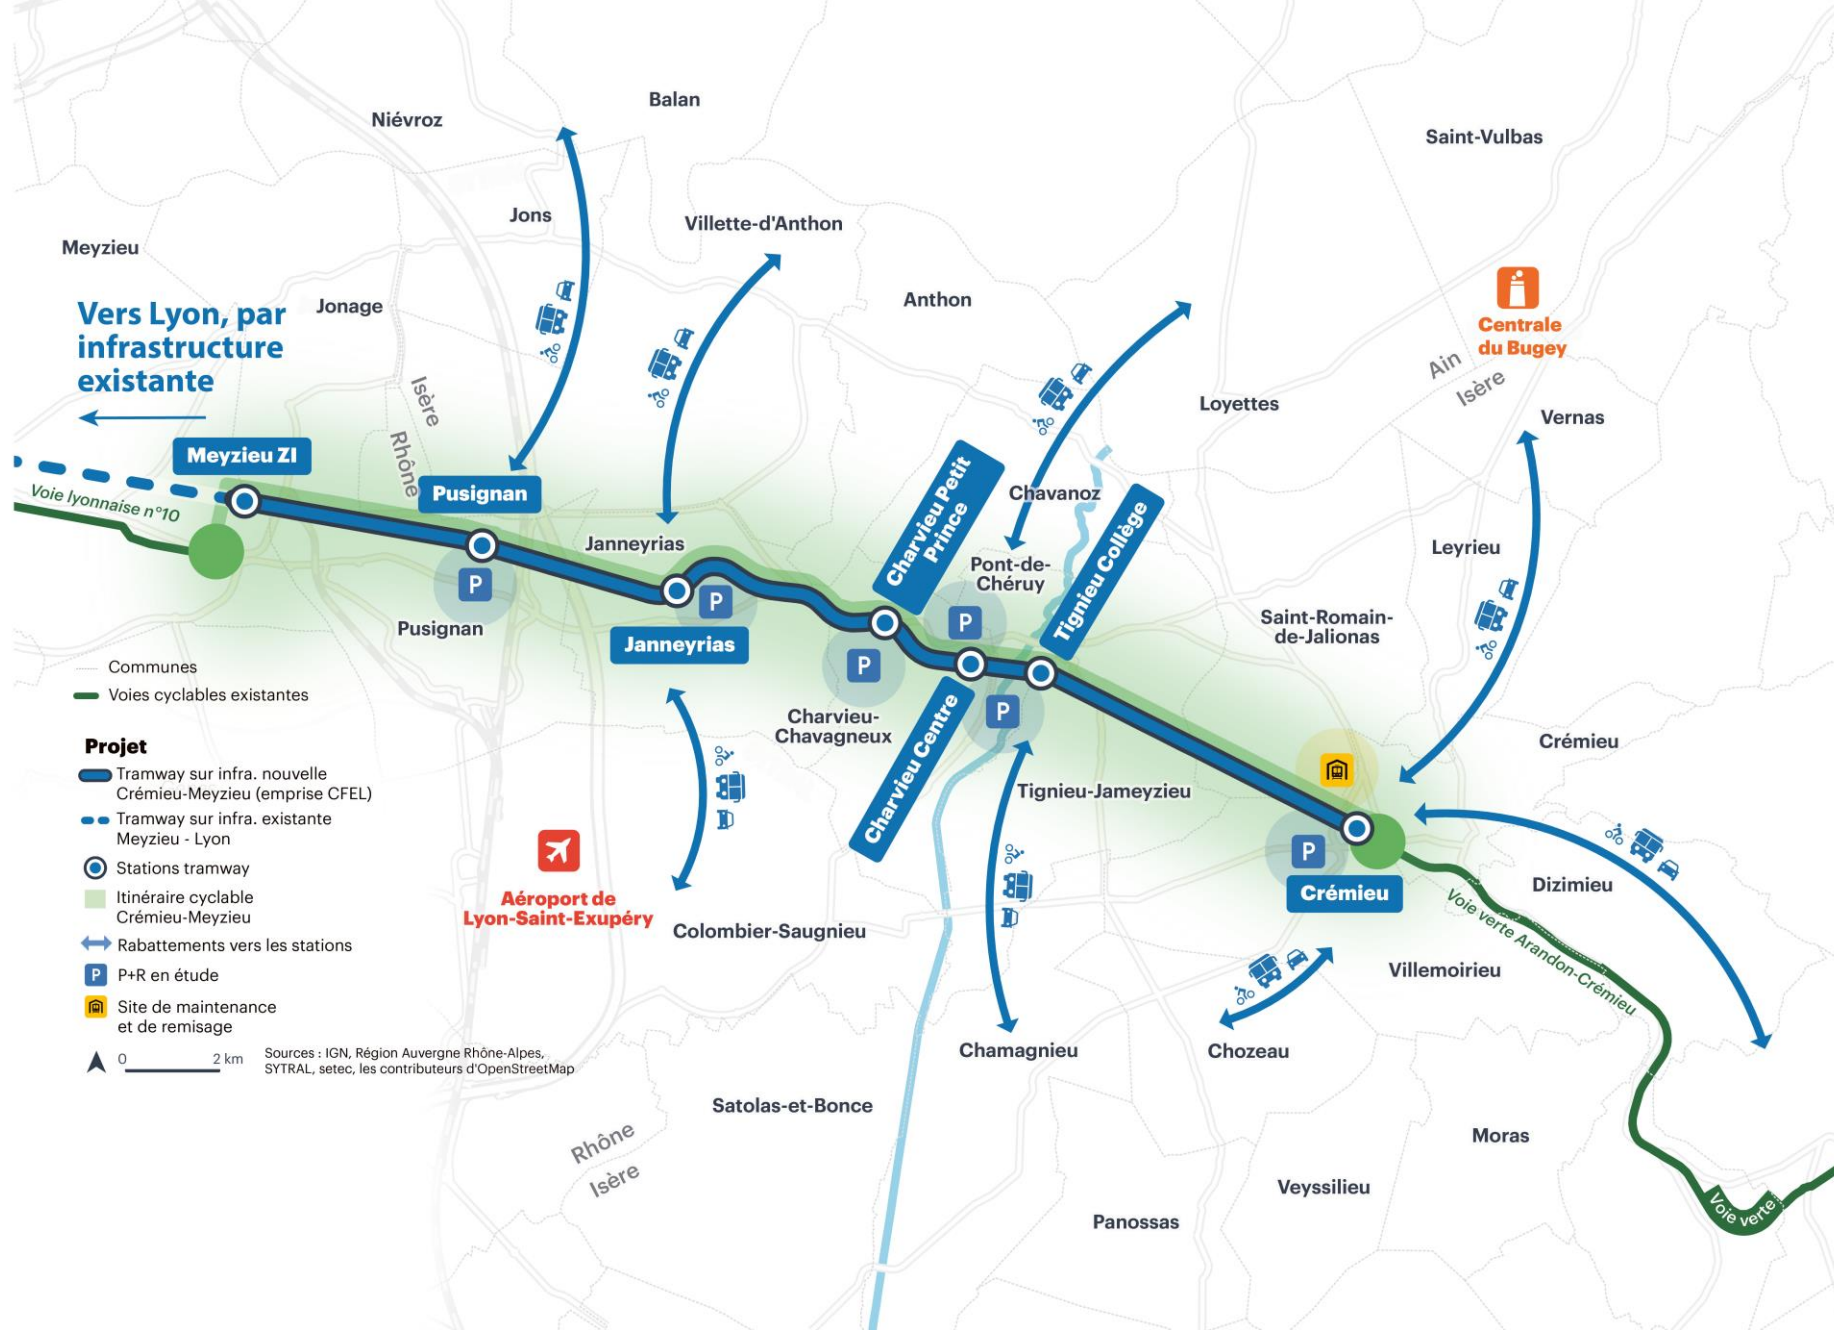 Balan
Niévroz
Saint-Vulbas
Jons
Villette-d'Anthon
Meyzieu
Anthon
Jonage
Vers Lyon, par
infrastructure
existante
Centrale
du Bugey
Ain
Isère
Isère
Rhône
Loyettes
Vernas
Meyzieu ZI
Pusignan
Voie lyonnaise n°10
Charvieu Petit
Prince
Chavanoz
Tignieu Collège
Janneyrias
Leyrieu
Pont-de-
Chéruy
P
P
P
Pusignan
Saint-Romain-
de-Jalionas
Janneyrias
P
P
Charvieu-
Chavagneux
Charvieu Centre
Crémieu
Tignieu-Jameyzieu
P
Crémieu
Dizimieu
Voie verte Arandon-Crémieu
Aéroport de
Lyon-Saint-Exupéry
Colombier-Saugnieu
Villemoirieu
Chamagnieu
Chozeau
Satolas-et-Bonce
Rhône
Isère
Moras
Veyssilieu
Panossas
Voie verte
Communes
Voies cyclables existantes
Projet
Tramway sur infra. nouvelle
Crémieu-Meyzieu (emprise CFEL)
Tramway sur infra. existante
Meyzieu - Lyon
Stations tramway
Itinéraire cyclable
Crémieu-Meyzieu
Rabattements vers les stations
P P+R en étude
Site de maintenance
et de remisage
0 2 km
Sources : IGN, Région Auvergne Rhône-Alpes,
SYTRAL, setec, les contributeurs d'OpenStreetMap